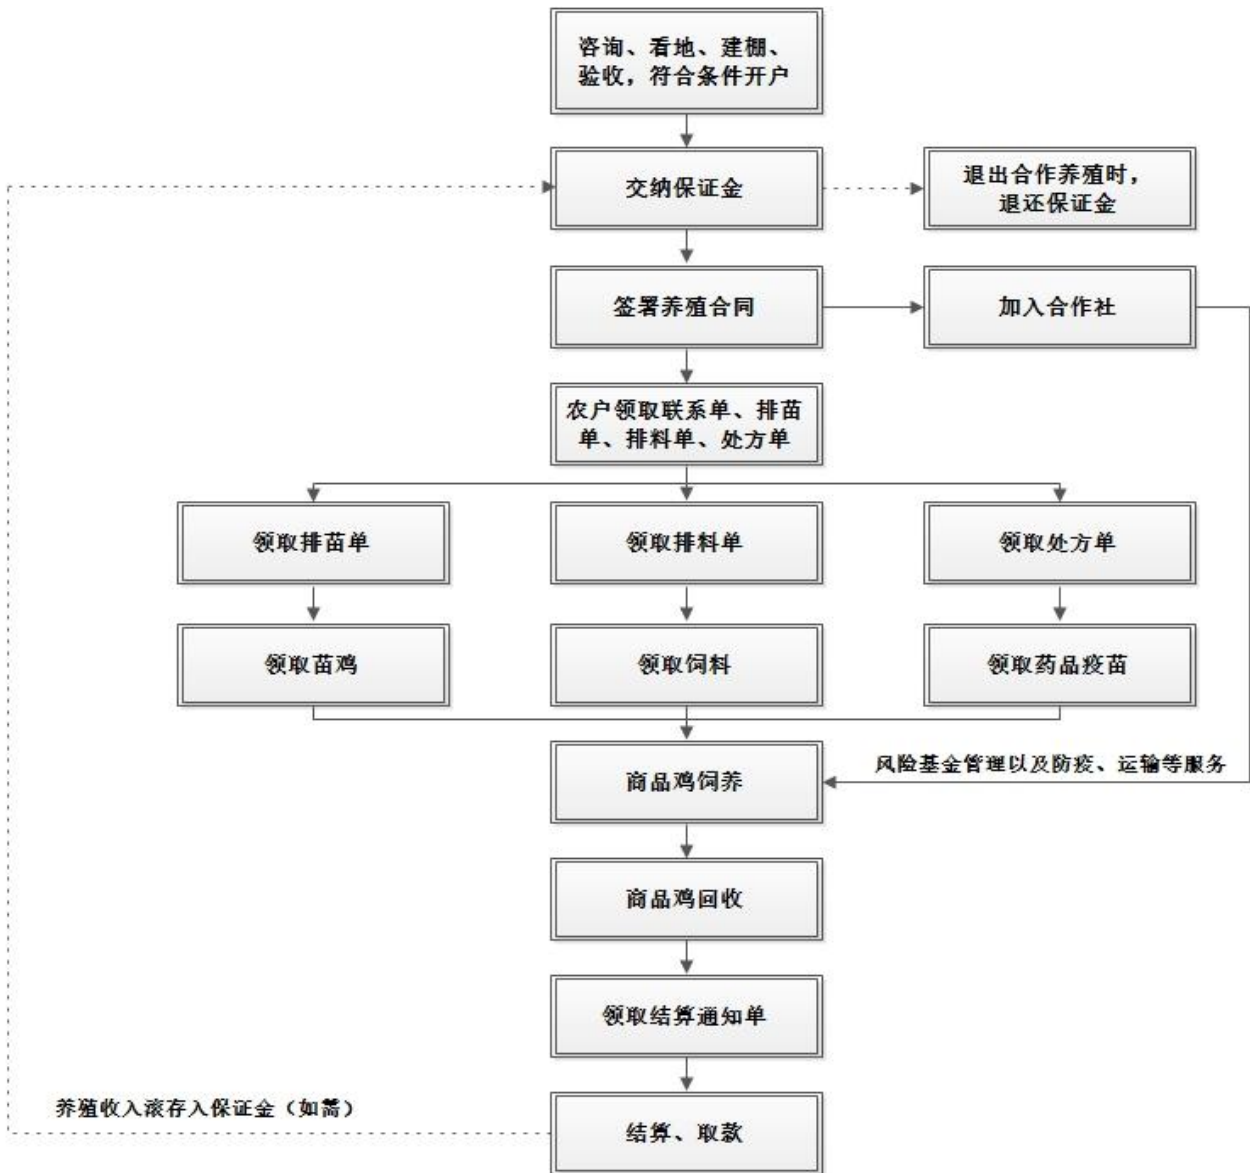 咨询、看地、建棚、
验收，符合条件开户
交纳保证金
退出合作养殖时，
退还保证金
签署养殖合同
加入合作社
农户领取联系单、排苗
单、排料单、处方单
领取排苗单
领取排料单
领取处方单
领取苗鸡
领取饲料
领取药品疫苗
商品鸡饲养
风险基金管理以及防疫、运输等服务
商品鸡回收
领取结算通知单
养殖收入滚存入保证金（如需）
结算、取款